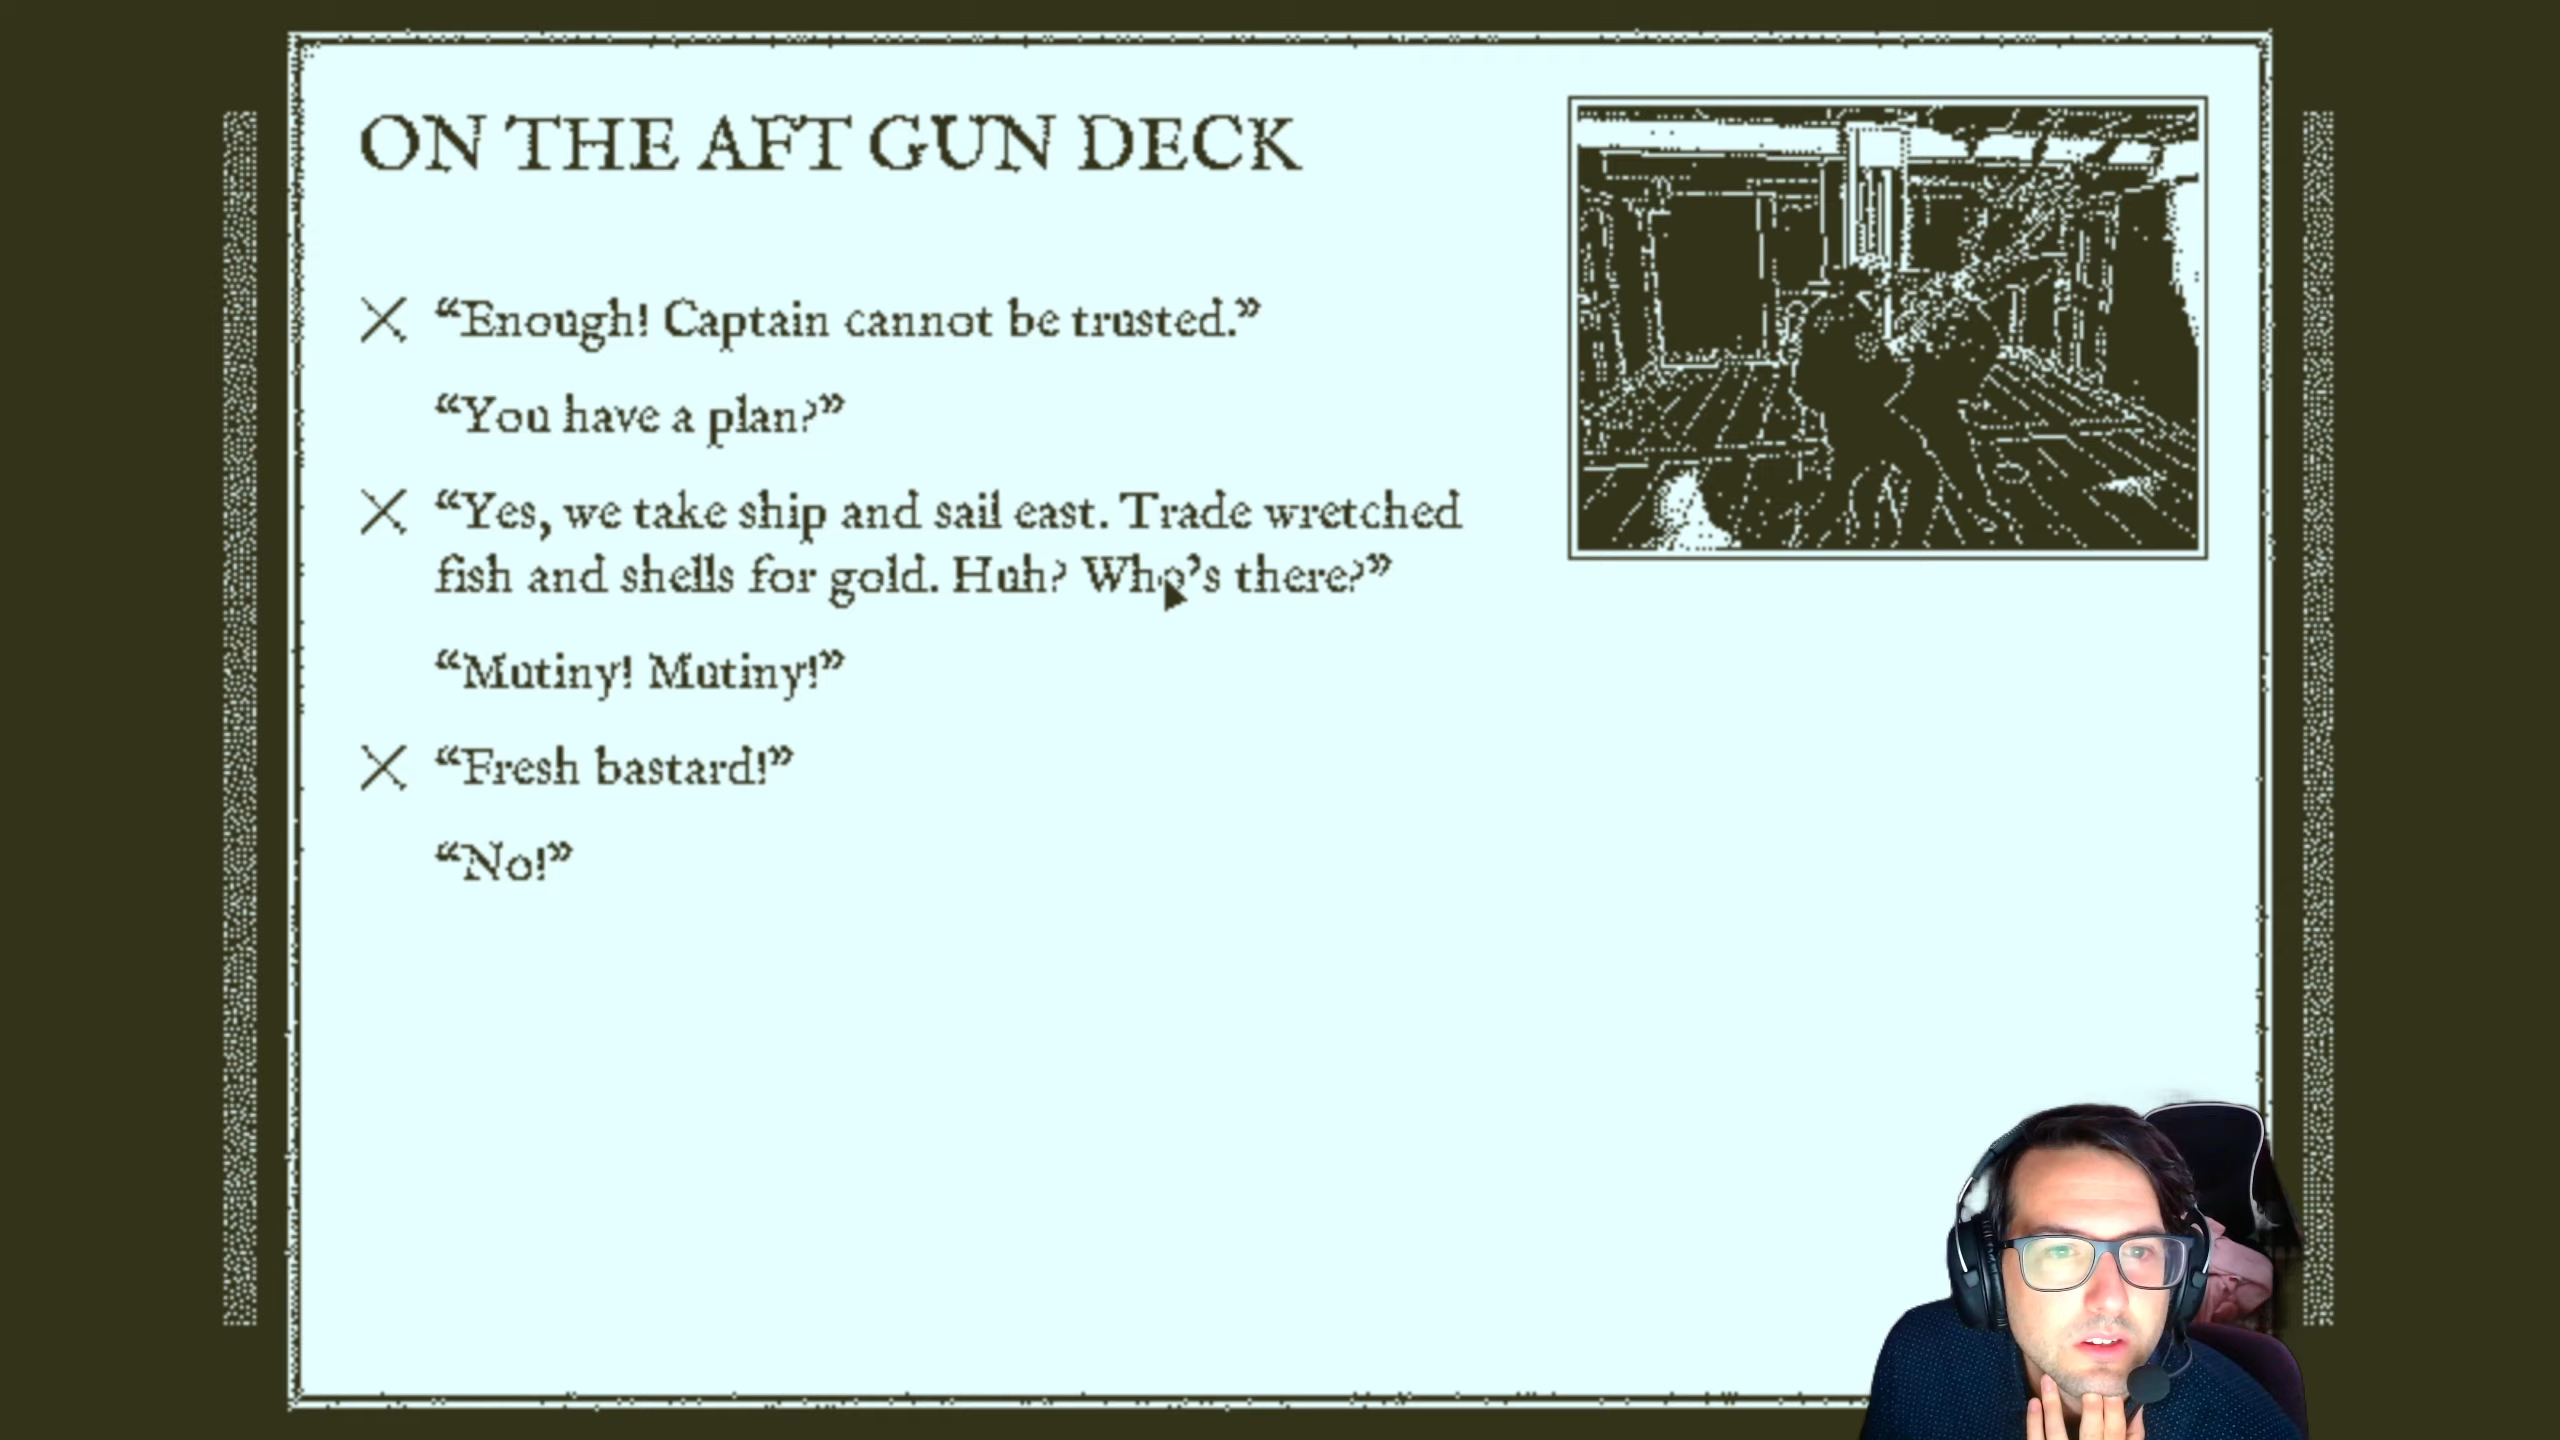 ON THE AFT GUN DECK
“Enough! Captain cannot be trusted.”
“You have a plan?”
“Yes, we take ship and sail east. Trade wretched
fish and shells for gold. Huh? Who’s there?”
“Mutiny! Mutiny!”
“Fresh bastard!”
“No!”